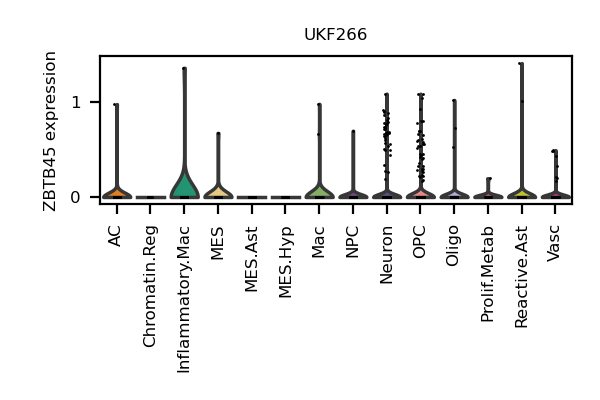 UKF266
ZBTB45 expression
1
0
AC
Chromatin.Reg
Inflammatory.Mac
MES
MES.Ast
MES.Hyp
Mac
NPC
Neuron
OPC
Oligo
Prolif.Metab
Reactive.Ast
Vasc